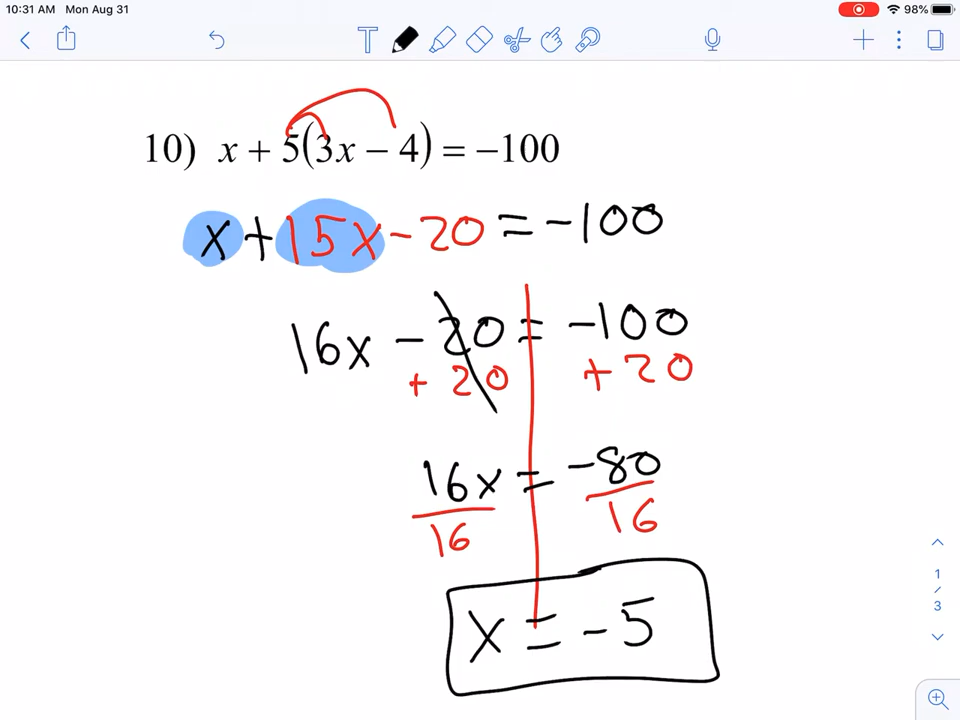 10:31 AM Mon Aug 31
98%
T
10) x + 5(3x − 4) = −100
x + 15x − 20 = −100
16x − 20 = −100
+ 20 + 20
16x = −80
16 16
x = −5
1
/
3